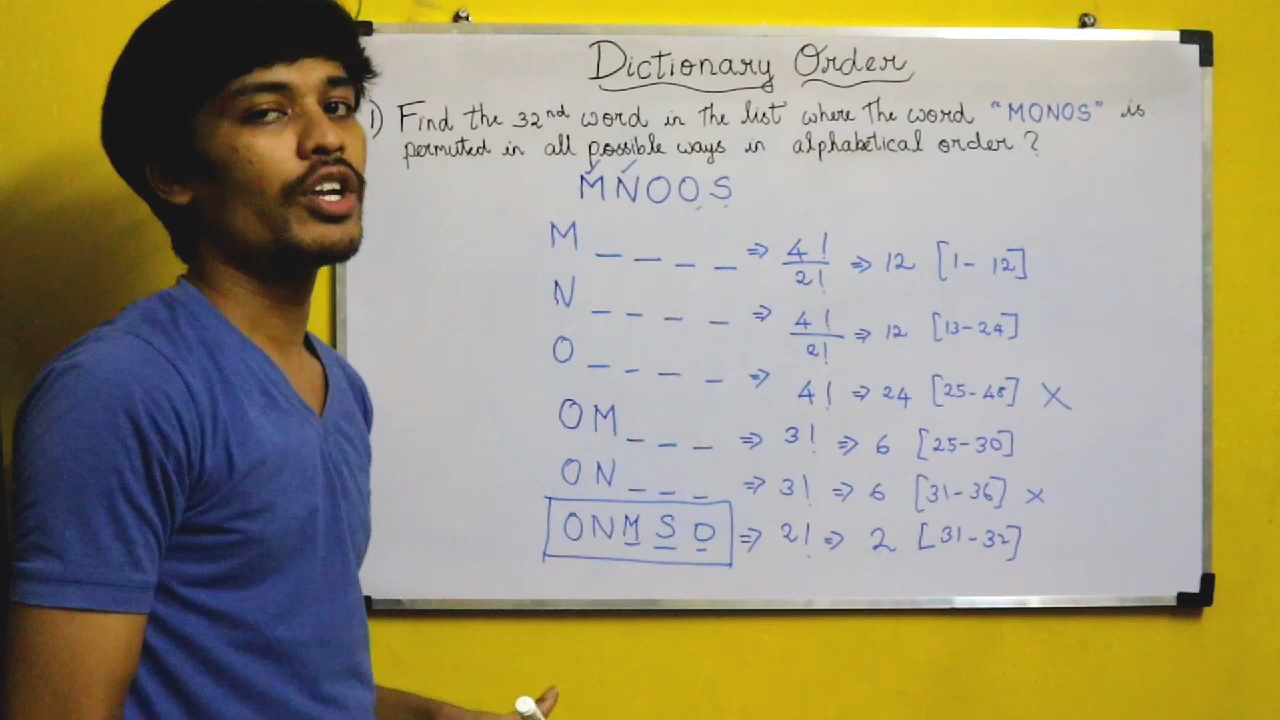 Dictionary Order
1) Find the 32nd word in the list where the word "MONOS" is
permuted in all possible ways in alphabetical order ?
MNOOS
M _ _ _ _ ⇒ 4!/2! ⇒ 12 [1-12]
N _ _ _ _ ⇒ 4!/2! ⇒ 12 [13-24]
O _ _ _ _ ⇒ 4! ⇒ 24 [25-48] ×
OM _ _ _ ⇒ 3! ⇒ 6 [25-30]
ON _ _ _ ⇒ 3! ⇒ 6 [31-36] ×
ONMSO ⇒ 2! ⇒ 2 [31-32]